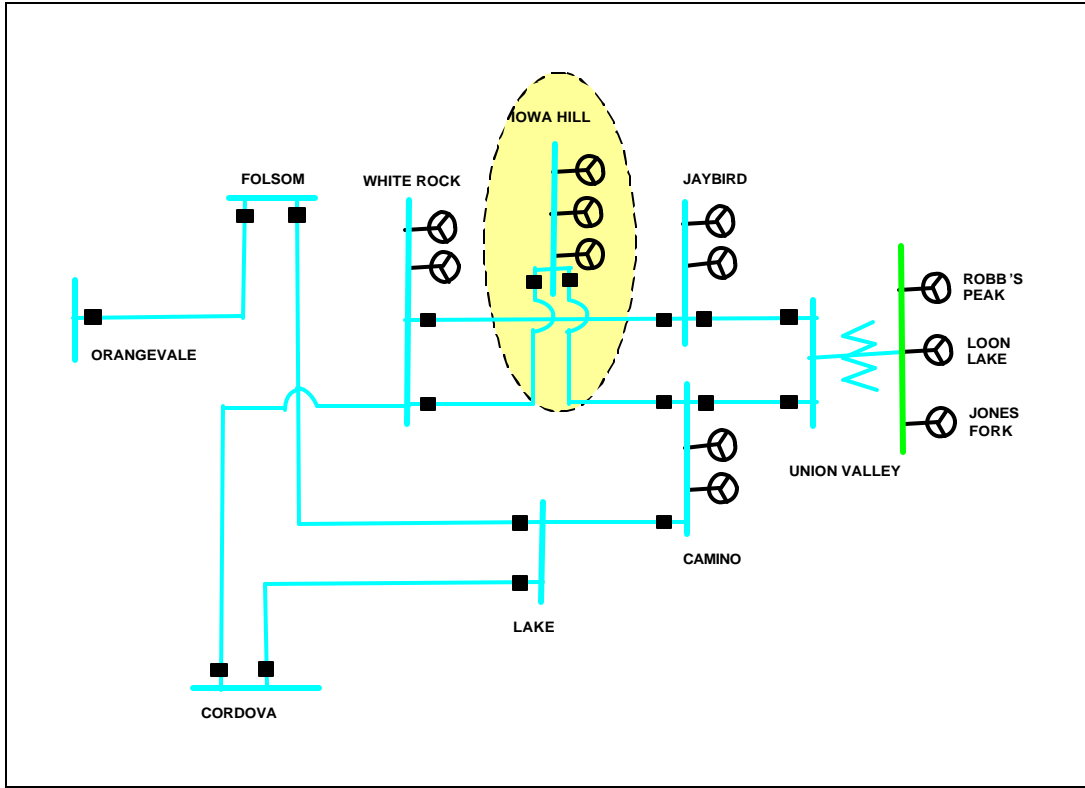 IOWA HILL
FOLSOM
WHITE ROCK
JAYBIRD
ROBB'S
PEAK
ORANGEVALE
LOON
LAKE
JONES
FORK
UNION VALLEY
CAMINO
LAKE
CORDOVA